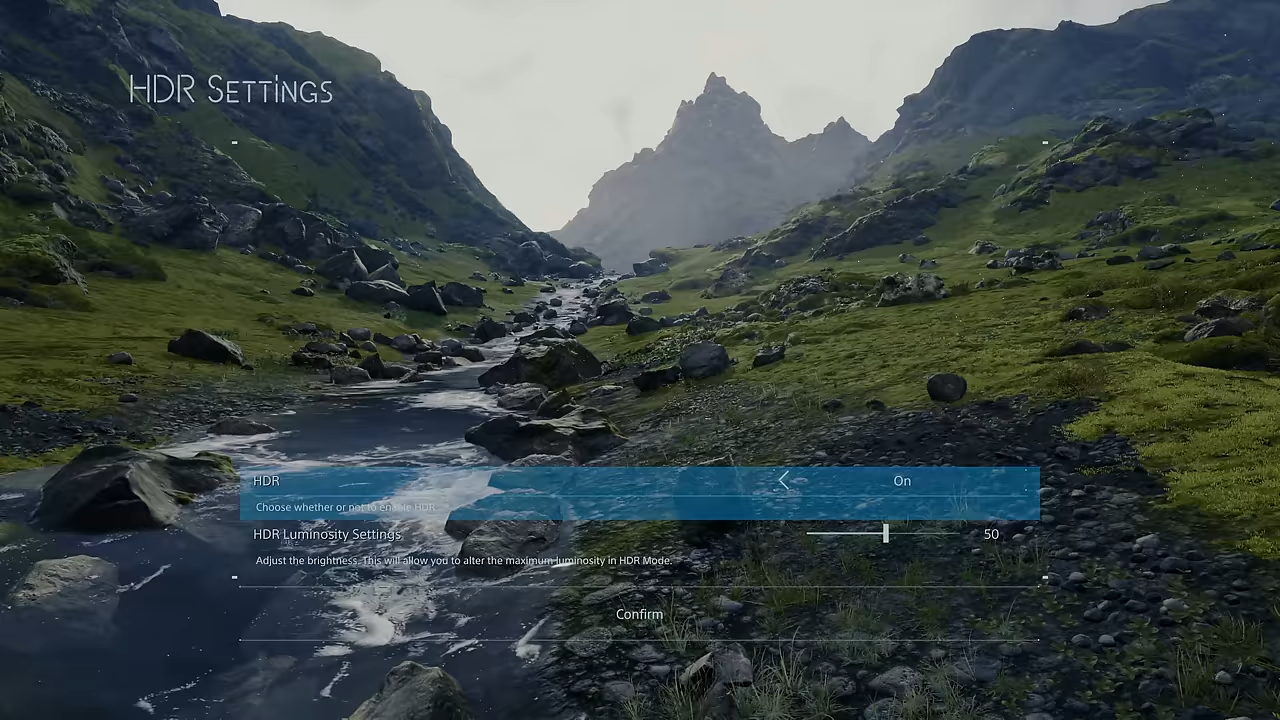 HDR Settings
HDR
On
Choose whether or not to enable HDR.
HDR Luminosity Settings
50
Adjust the brightness. This will allow you to alter the maximum luminosity in HDR Mode.
Confirm